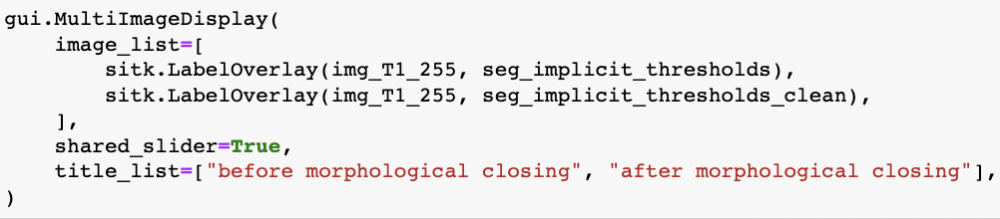 gui.MultiImageDisplay(
    image_list=[
        sitk.LabelOverlay(img_T1_255, seg_implicit_thresholds),
        sitk.LabelOverlay(img_T1_255, seg_implicit_thresholds_clean),
    ],
    shared_slider=True,
    title_list=["before morphological closing", "after morphological closing"],
)